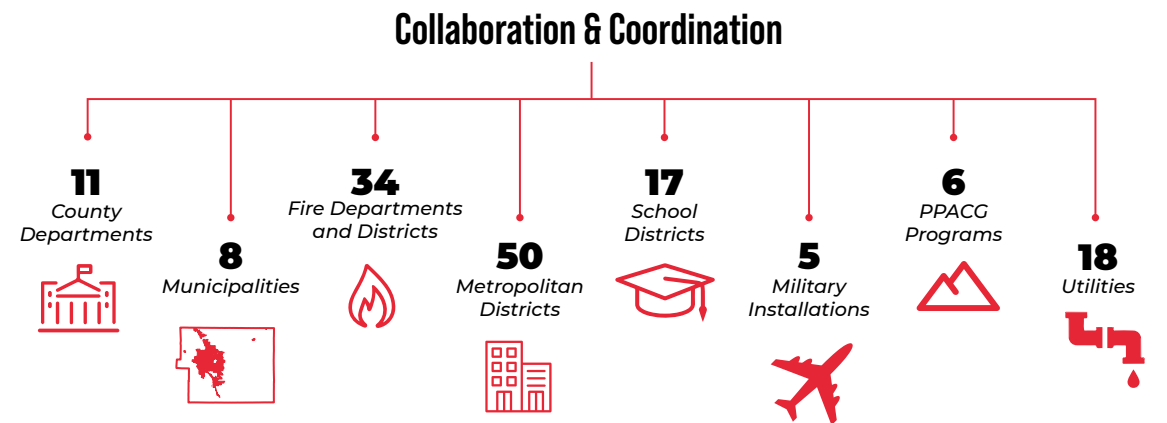 Collaboration & Coordination
11
County
Departments
8
Municipalities
34
Fire Departments
and Districts
50
Metropolitan
Districts
17
School
Districts
5
Military
Installations
6
PPACG
Programs
18
Utilities